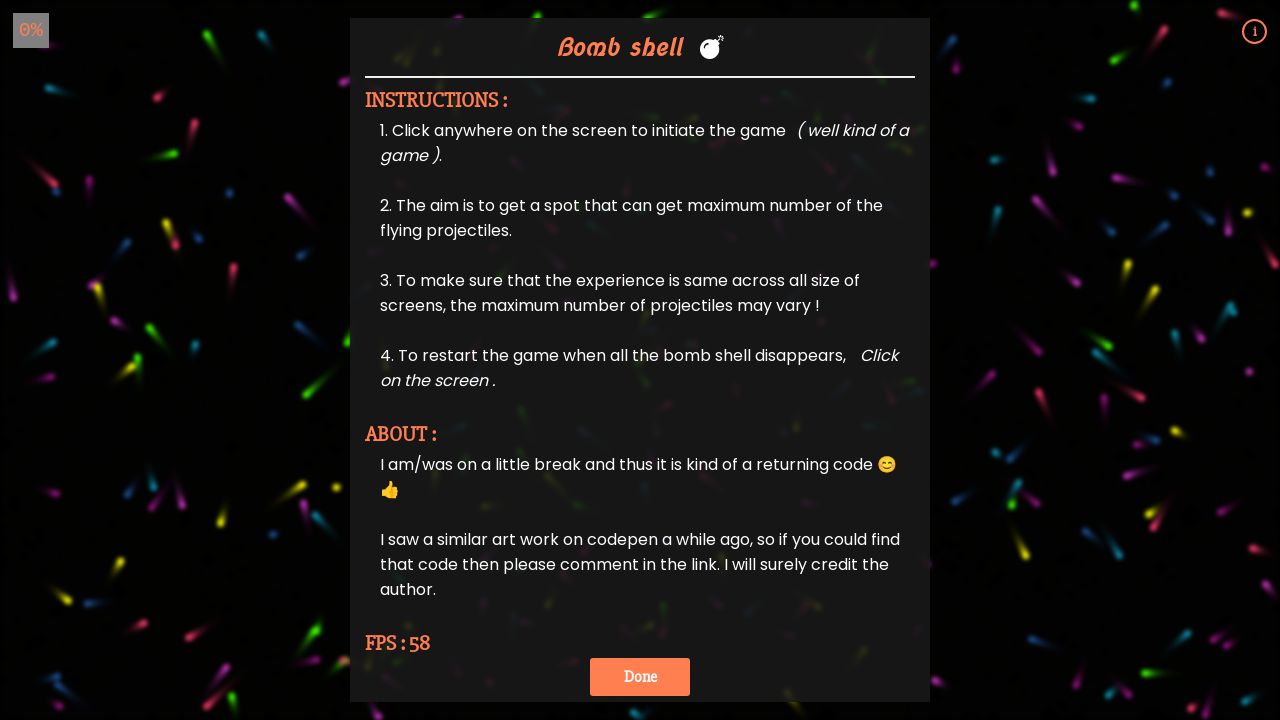 0%
i
Bomb shell 💣
INSTRUCTIONS :
1. Click anywhere on the screen to initiate the game ( well kind of a
game ).
2. The aim is to get a spot that can get maximum number of the
flying projectiles.
3. To make sure that the experience is same across all size of
screens, the maximum number of projectiles may vary !
4. To restart the game when all the bomb shell disappears, Click
on the screen .
ABOUT :
I am/was on a little break and thus it is kind of a returning code 😊
👍
I saw a similar art work on codepen a while ago, so if you could find
that code then please comment in the link. I will surely credit the
author.
FPS : 58
Done